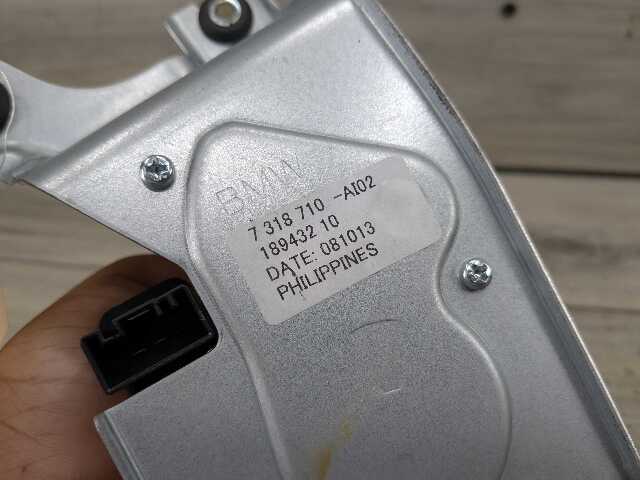 BMW
7 318 710 -AI02
189432 10
DATE: 081013
PHILIPPINES